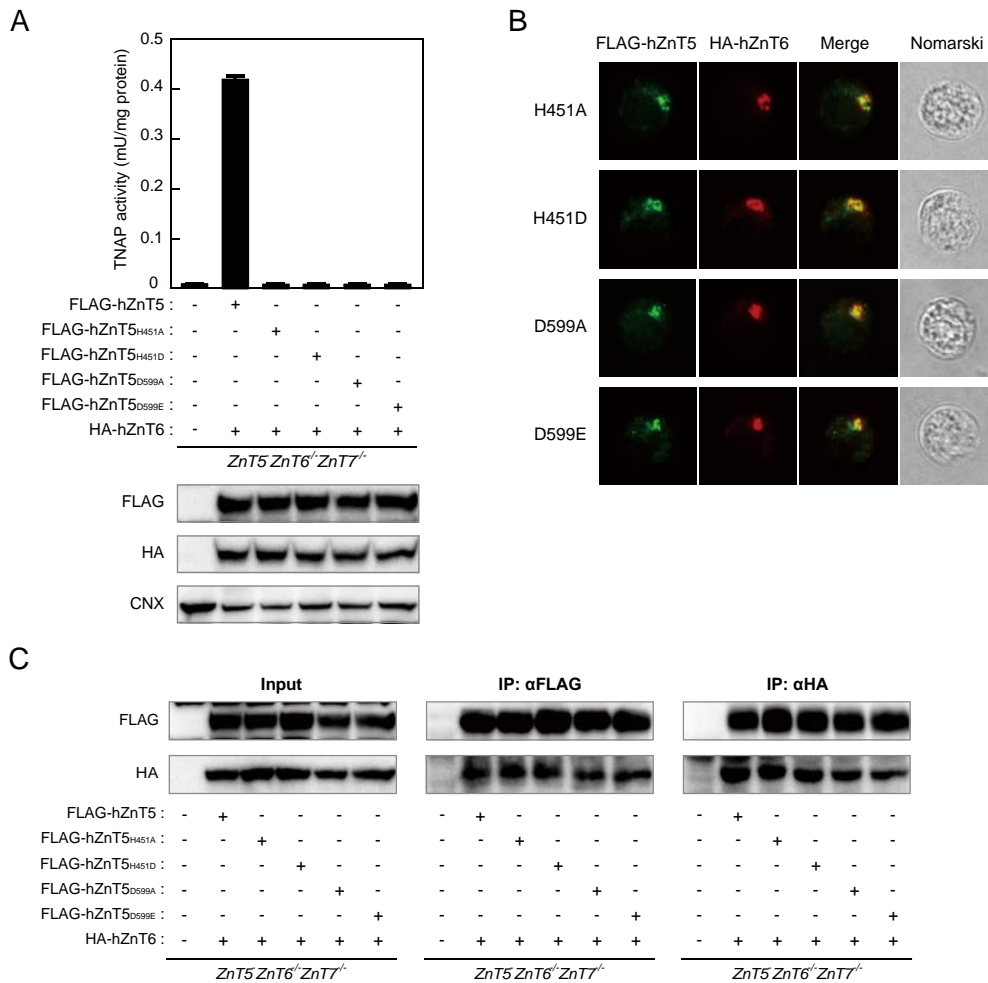 A
0.5
0.4
0.3
0.2
0.1
0
TNAP activity (mU/mg protein)
FLAG-hZnT5 : - + - - - -
FLAG-hZnT5H451A : - - + - - -
FLAG-hZnT5H451D : - - - + - -
FLAG-hZnT5D599A : - - - - + -
FLAG-hZnT5D599E : - - - - - +
HA-hZnT6 : - + + + + +
ZnT5-ZnT6-/-ZnT7-/-
FLAG
HA
CNX
B
FLAG-hZnT5 HA-hZnT6 Merge Nomarski
H451A
H451D
D599A
D599E
C
Input IP: αFLAG IP: αHA
FLAG
HA
FLAG-hZnT5 : - + - - - - - + - - - - - + - - - -
FLAG-hZnT5H451A : - - + - - - - - + - - - - - + - - -
FLAG-hZnT5H451D : - - - + - - - - - + - - - - - + - -
FLAG-hZnT5D599A : - - - - + - - - - - + - - - - - + -
FLAG-hZnT5D599E : - - - - - + - - - - - + - - - - - +
HA-hZnT6 : - + + + + + - + + + + + - + + + + +
ZnT5-ZnT6-/-ZnT7-/- ZnT5-ZnT6-/-ZnT7-/- ZnT5-ZnT6-/-ZnT7-/-